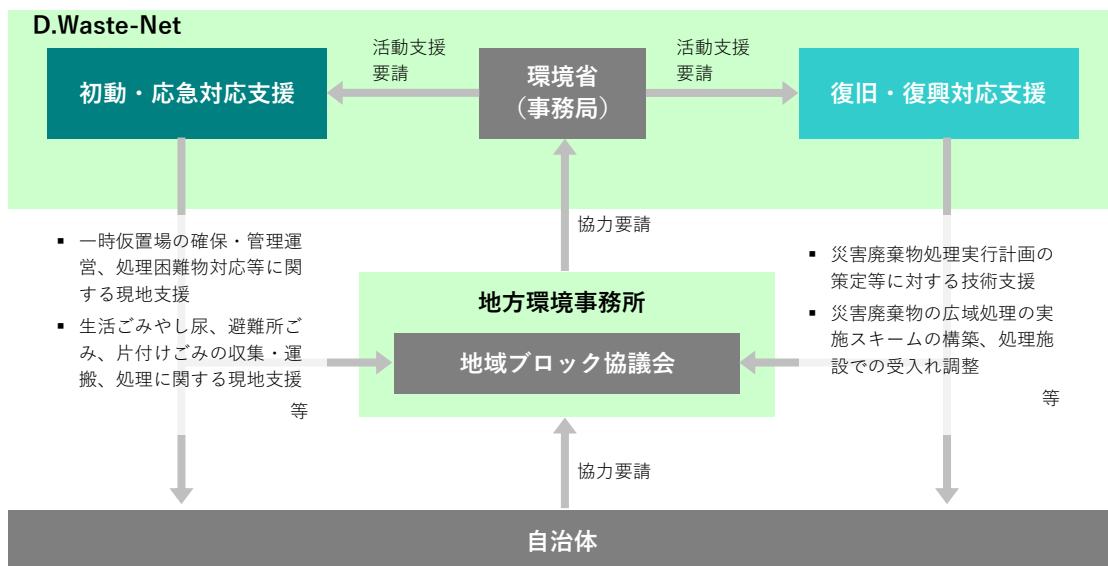 D.Waste-Net
初動・応急対応支援
活動支援
要請
環境省
（事務局）
活動支援
要請
復旧・復興対応支援
協力要請
▪ 一時仮置場の確保・管理運
営、処理困難物対応等に関
する現地支援
▪ 生活ごみやし尿、避難所ご
み、片付けごみの収集・運
搬、処理に関する現地支援
等
地方環境事務所
地域ブロック協議会
▪ 災害廃棄物処理実行計画の
策定等に対する技術支援
▪ 災害廃棄物の広域処理の実
施スキームの構築、処理施
設での受入れ調整
等
協力要請
自治体